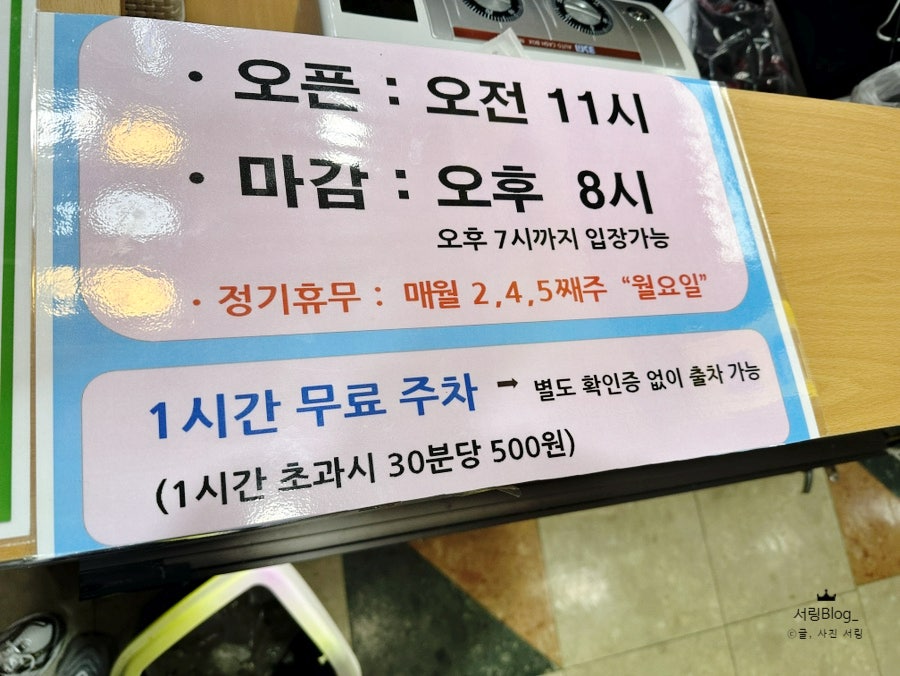 AUTO CASH BOX
• 오픈 : 오전 11시
• 마감 : 오후 8시
오후 7시까지 입장가능
• 정기휴무 : 매월 2,4,5째주 “월요일”
1시간 무료 주차 ➡ 별도 확인증 없이 출차 가능
(1시간 초과시 30분당 500원)
서링Blog_
ⓒ글, 사진 서링